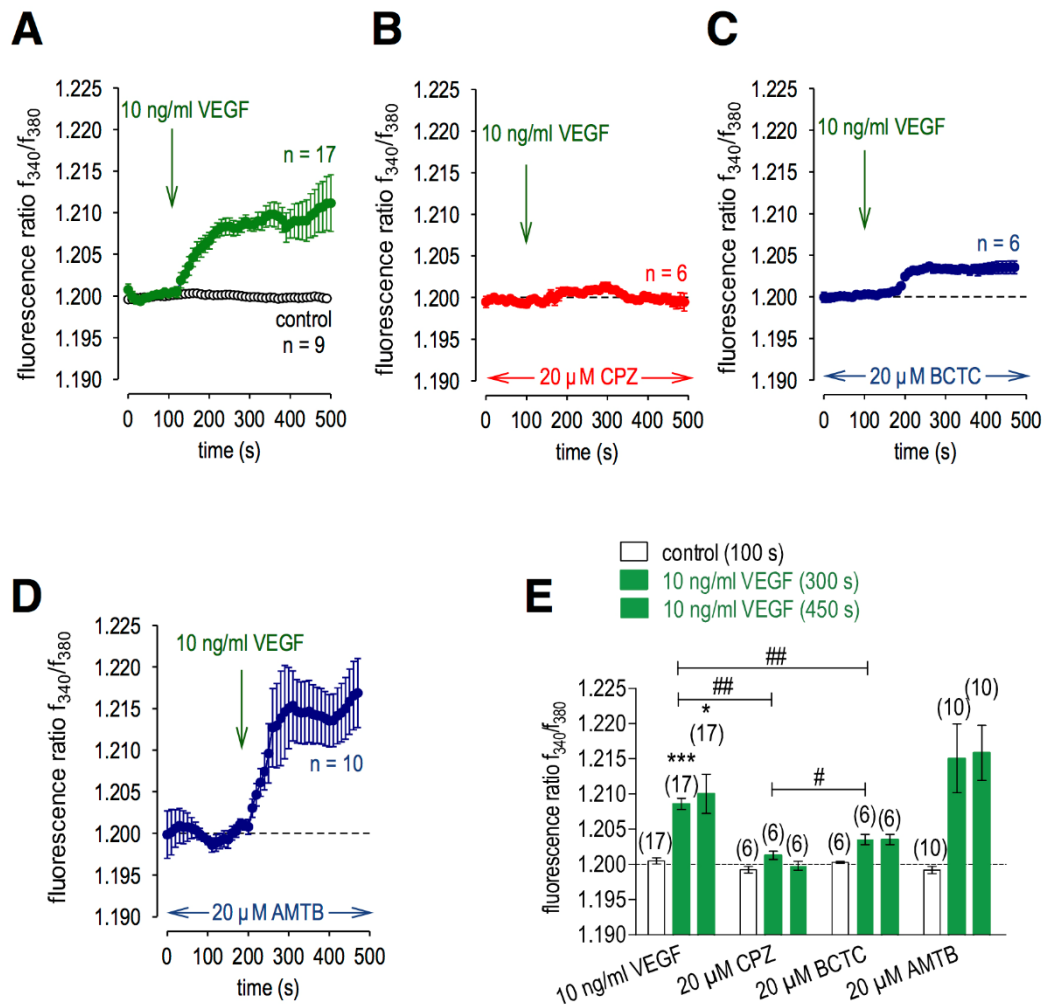 A
fluorescence ratio f340/f380
1.225
1.220
1.215
1.210
1.205
1.200
1.195
1.190
10 ng/ml VEGF
n = 17
control
n = 9
0 100 200 300 400 500
time (s)
B
fluorescence ratio f340/f380
1.225
1.220
1.215
1.210
1.205
1.200
1.195
1.190
10 ng/ml VEGF
n = 6
20 µM CPZ
0 100 200 300 400 500
time (s)
C
fluorescence ratio f340/f380
1.225
1.220
1.215
1.210
1.205
1.200
1.195
1.190
10 ng/ml VEGF
n = 6
20 µM BCTC
0 100 200 300 400 500
time (s)
D
fluorescence ratio f340/f380
1.225
1.220
1.215
1.210
1.205
1.200
1.195
1.190
10 ng/ml VEGF
n = 10
20 µM AMTB
0 100 200 300 400 500
time (s)
E
control (100 s)
10 ng/ml VEGF (300 s)
10 ng/ml VEGF (450 s)
fluorescence ratio f340/f380
1.225
1.220
1.215
1.210
1.205
1.200
1.195
1.190
##
##
*
(17)
***
(17)
#
(17)
(6) (6) (6)
(6) (6) (6)
(10) (10) (10)
10 ng/ml VEGF
20 µM CPZ
20 µM BCTC
20 µM AMTB